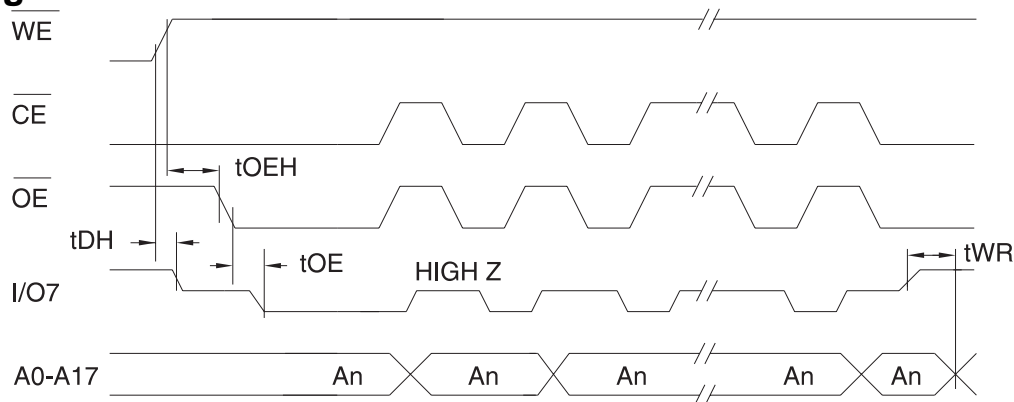 g
WE
CE
tOEH
OE
tDH
tOE
HIGH Z
tWR
I/O7
A0-A17
An
An
An
An
An